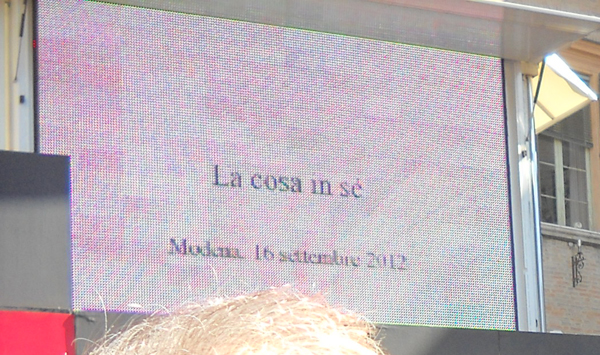 La cosa in sé
Modena, 16 settembre 2012